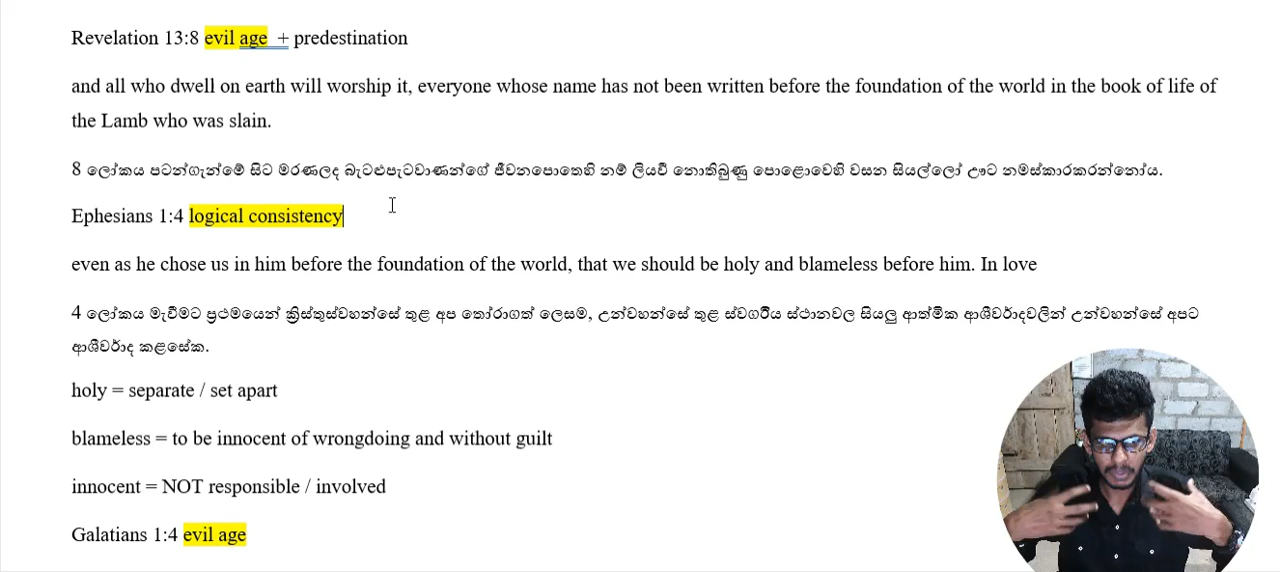 Revelation 13:8 evil age + predestination
and all who dwell on earth will worship it, everyone whose name has not been written before the foundation of the world in the book of life of
the Lamb who was slain.
8 ලෝකය පටන්ගැන්මේ සිට මරණලද බැටළුපැටවාණන්ගේ ජීවනපොතෙහි නම් ලියවී නොතිබුණු පොළොවෙහි වසන සියල්ලෝ ඌට නමස්කාරකරන්නෝය.
Ephesians 1:4 logical consistency
even as he chose us in him before the foundation of the world, that we should be holy and blameless before him. In love
4 ලෝකය මැවීමට ප්‍රථමයෙන් ක්‍රිස්තුස්වහන්සේ තුළ අප තෝරාගත් ලෙසම, උන්වහන්සේ තුළ ස්වර්ගීය ස්ථානවල සියලු ආත්මික ආශීර්වාදවලින් උන්වහන්සේ අපට
ආශීර්වාද කළසේක.
holy = separate / set apart
blameless = to be innocent of wrongdoing and without guilt
innocent = NOT responsible / involved
Galatians 1:4 evil age